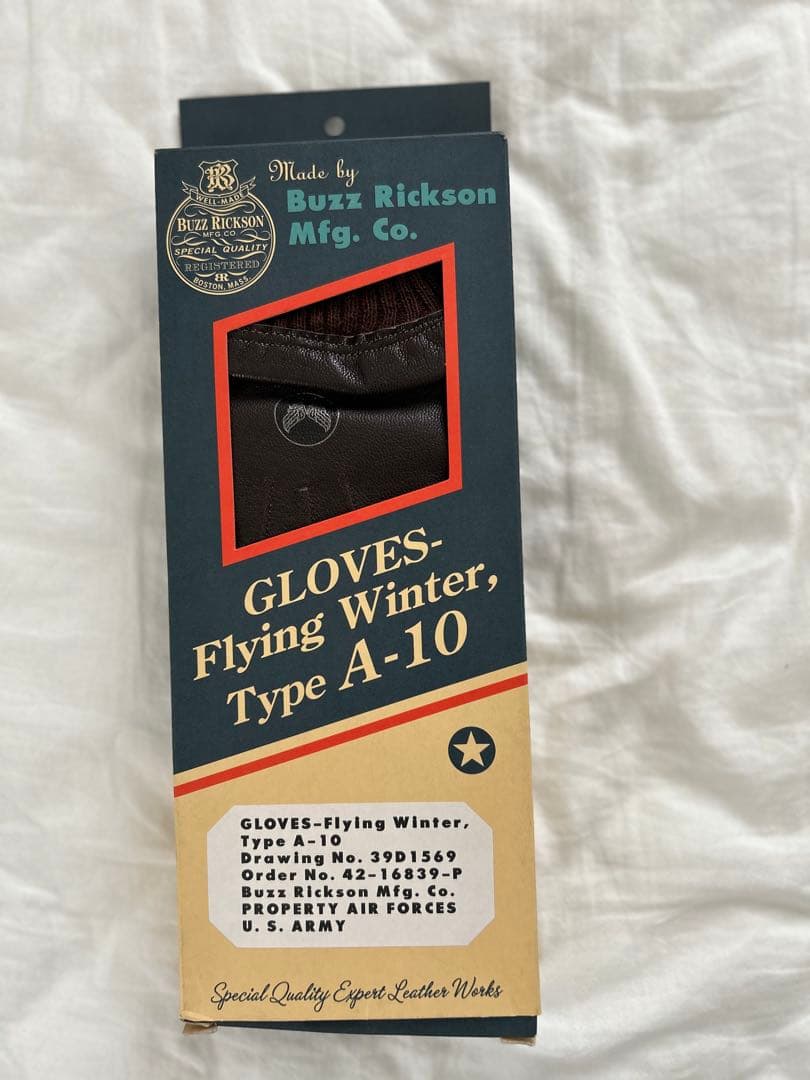 BR
WELL-MADE
BUZZ RICKSON
MFG.CO.
SPECIAL QUALITY
REGISTERED
BR
BOSTON, MASS.
Made by
Buzz Rickson
Mfg. Co.
GLOVES-
Flying Winter,
Type A-10
GLOVES-Flying Winter,
Type A-10
Drawing No. 39D1569
Order No. 42-16839-P
Buzz Rickson Mfg. Co.
PROPERTY AIR FORCES
U. S. ARMY
Special Quality Expert Leather Works